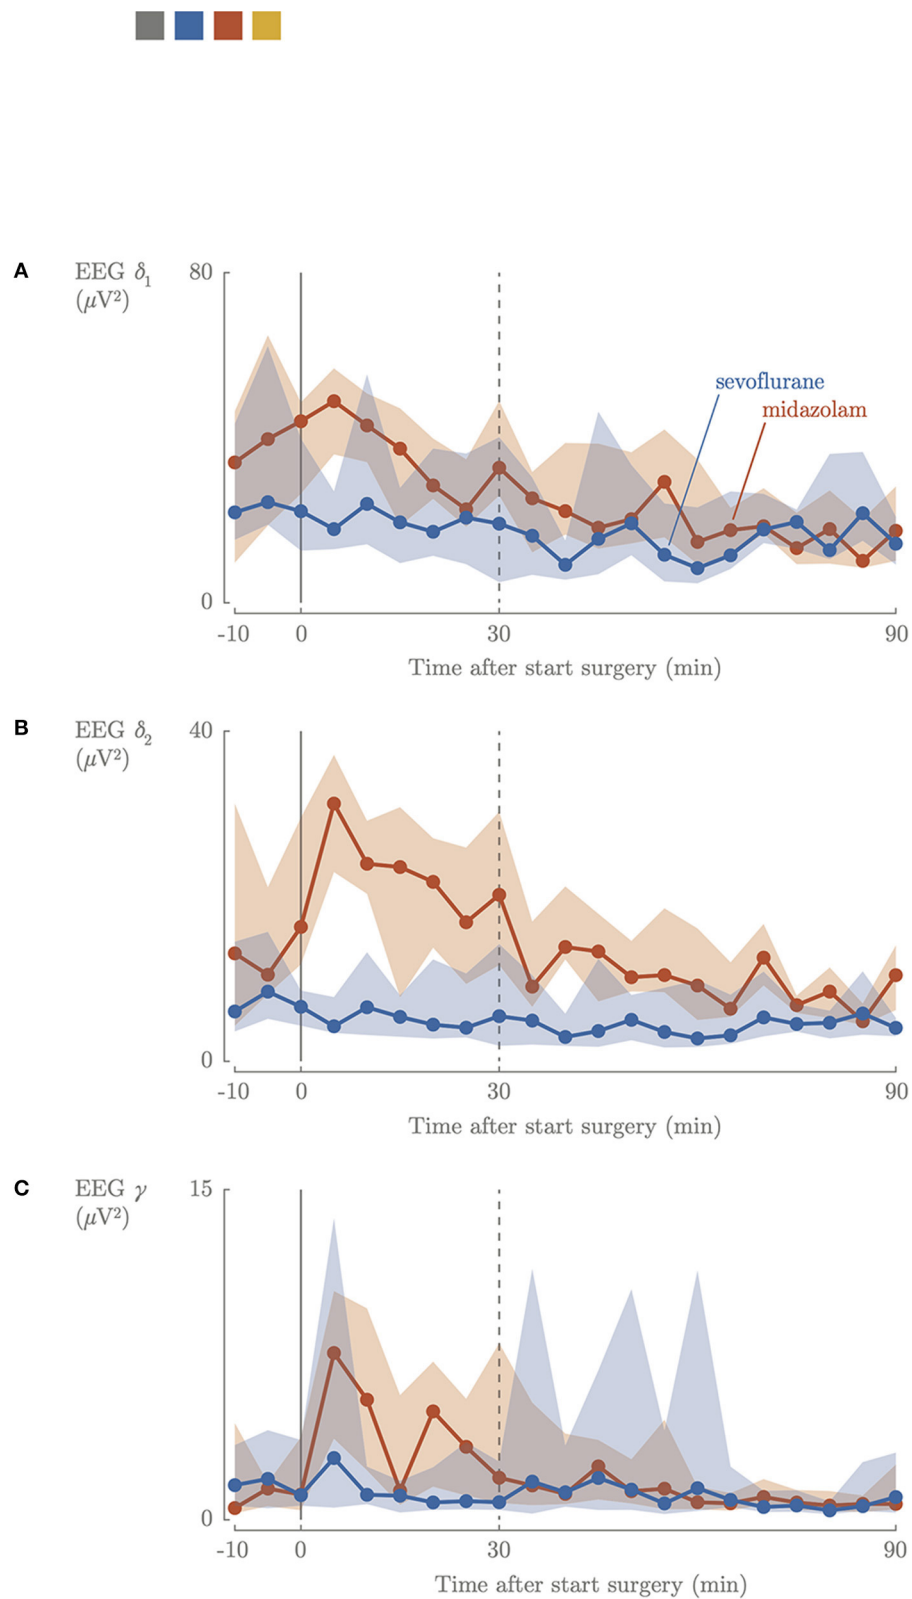 A
EEG δ₁
(μV²)
80
sevoflurane
midazolam
0
-10 0 30 90
Time after start surgery (min)
B
EEG δ₂
(μV²)
40
0
-10 0 30 90
Time after start surgery (min)
C
EEG γ
(μV²)
15
0
-10 0 30 90
Time after start surgery (min)